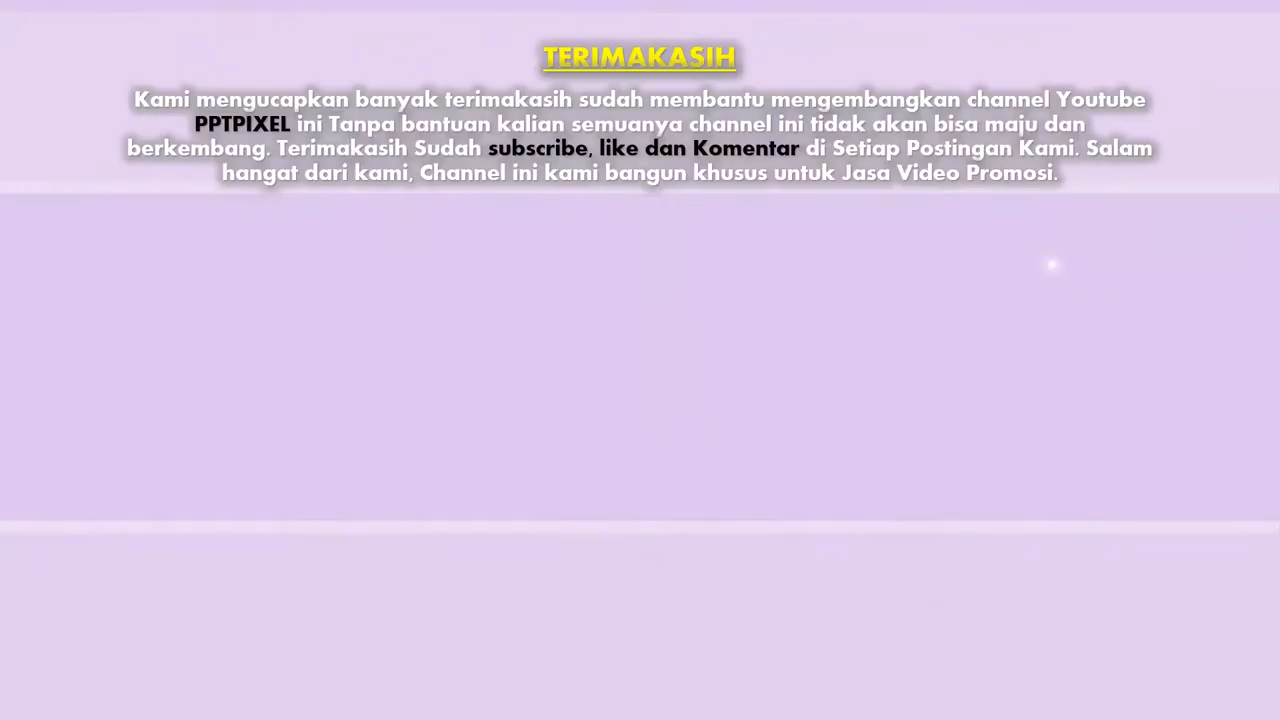 TERIMAKASIH
Kami mengucapkan banyak terimakasih sudah membantu mengembangkan channel Youtube
PPTPIXEL ini Tanpa bantuan kalian semuanya channel ini tidak akan bisa maju dan
berkembang. Terimakasih Sudah subscribe, like dan Komentar di Setiap Postingan Kami. Salam
hangat dari kami, Channel ini kami bangun khusus untuk Jasa Video Promosi.